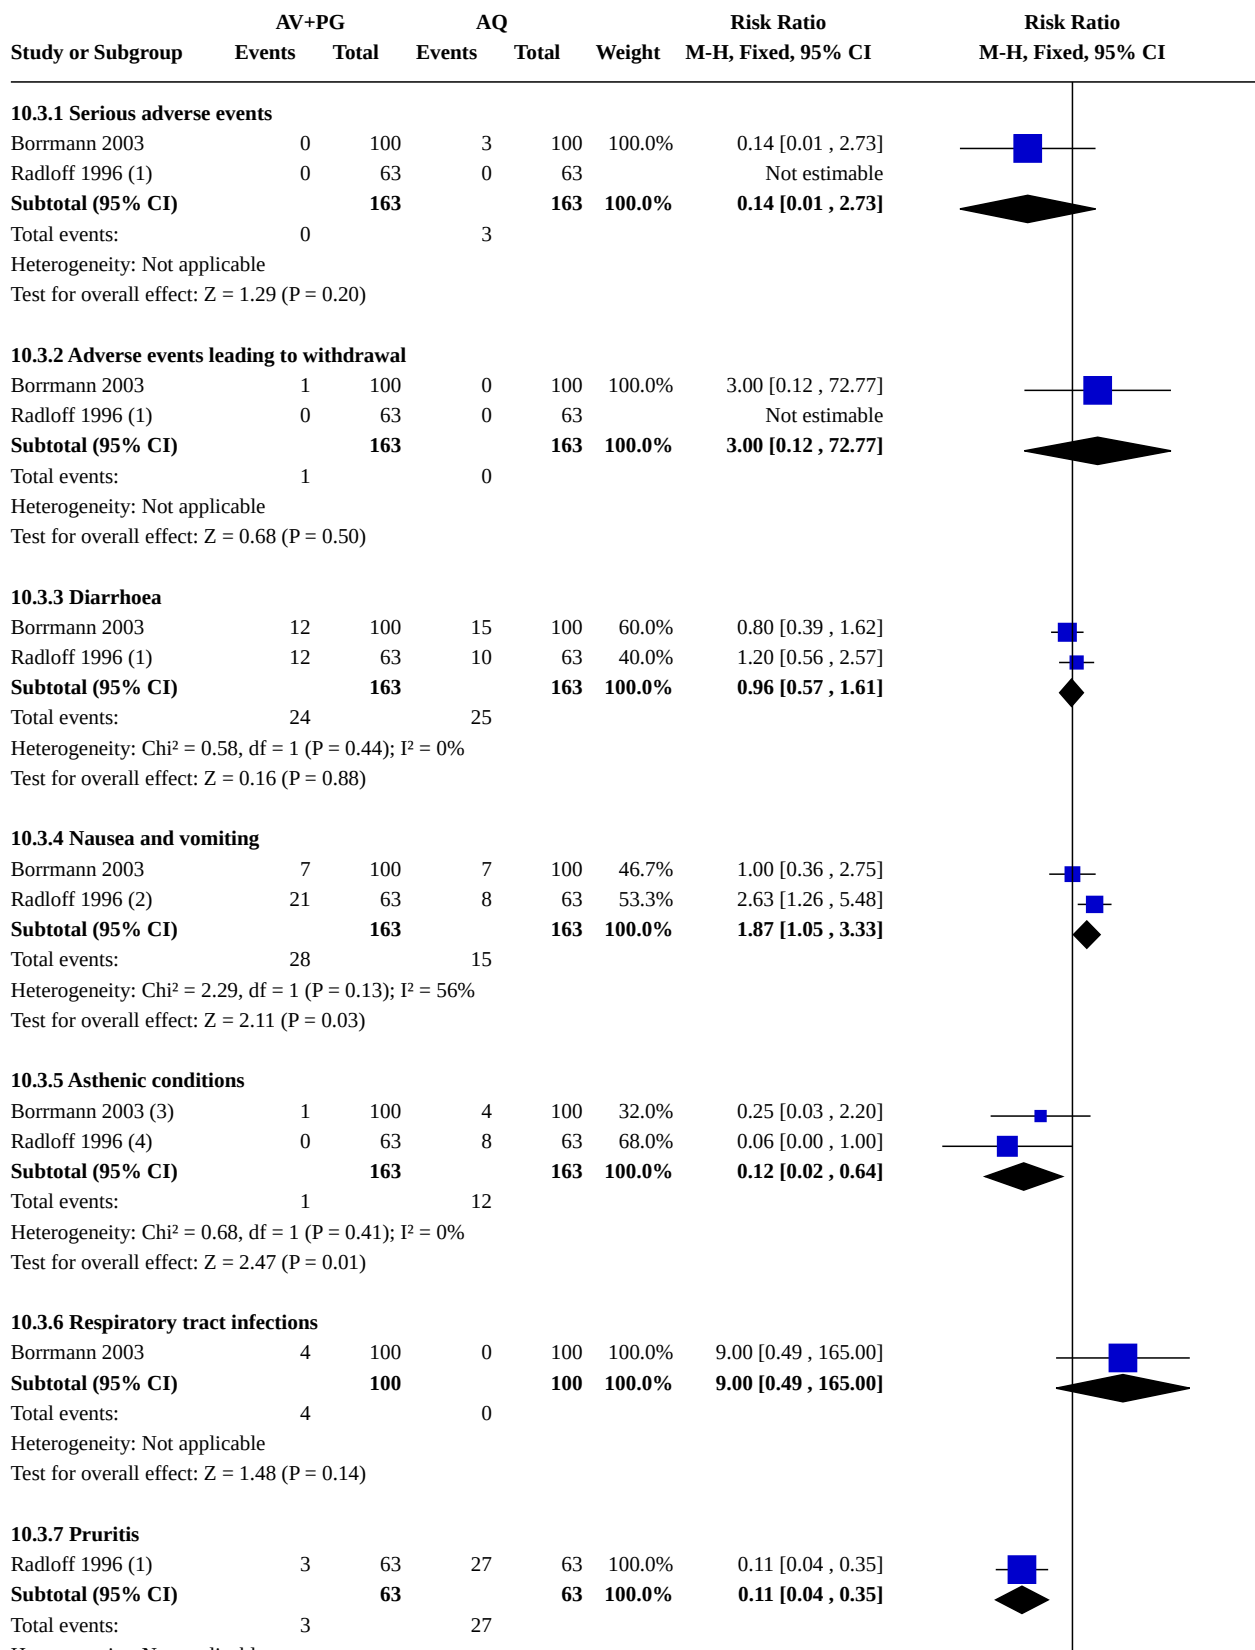 AV+PG AQ Risk Ratio Risk Ratio
Study or Subgroup Events Total Events Total Weight M-H, Fixed, 95% CI M-H, Fixed, 95% CI
10.3.1 Serious adverse events
Borrmann 2003 0 100 3 100 100.0% 0.14 [0.01 , 2.73]
Radloff 1996 (1) 0 63 0 63 Not estimable
Subtotal (95% CI) 163 163 100.0% 0.14 [0.01 , 2.73]
Total events: 0 3
Heterogeneity: Not applicable
Test for overall effect: Z = 1.29 (P = 0.20)
10.3.2 Adverse events leading to withdrawal
Borrmann 2003 1 100 0 100 100.0% 3.00 [0.12 , 72.77]
Radloff 1996 (1) 0 63 0 63 Not estimable
Subtotal (95% CI) 163 163 100.0% 3.00 [0.12 , 72.77]
Total events: 1 0
Heterogeneity: Not applicable
Test for overall effect: Z = 0.68 (P = 0.50)
10.3.3 Diarrhoea
Borrmann 2003 12 100 15 100 60.0% 0.80 [0.39 , 1.62]
Radloff 1996 (1) 12 63 10 63 40.0% 1.20 [0.56 , 2.57]
Subtotal (95% CI) 163 163 100.0% 0.96 [0.57 , 1.61]
Total events: 24 25
Heterogeneity: Chi² = 0.58, df = 1 (P = 0.44); I² = 0%
Test for overall effect: Z = 0.16 (P = 0.88)
10.3.4 Nausea and vomiting
Borrmann 2003 7 100 7 100 46.7% 1.00 [0.36 , 2.75]
Radloff 1996 (2) 21 63 8 63 53.3% 2.63 [1.26 , 5.48]
Subtotal (95% CI) 163 163 100.0% 1.87 [1.05 , 3.33]
Total events: 28 15
Heterogeneity: Chi² = 2.29, df = 1 (P = 0.13); I² = 56%
Test for overall effect: Z = 2.11 (P = 0.03)
10.3.5 Asthenic conditions
Borrmann 2003 (3) 1 100 4 100 32.0% 0.25 [0.03 , 2.20]
Radloff 1996 (4) 0 63 8 63 68.0% 0.06 [0.00 , 1.00]
Subtotal (95% CI) 163 163 100.0% 0.12 [0.02 , 0.64]
Total events: 1 12
Heterogeneity: Chi² = 0.68, df = 1 (P = 0.41); I² = 0%
Test for overall effect: Z = 2.47 (P = 0.01)
10.3.6 Respiratory tract infections
Borrmann 2003 4 100 0 100 100.0% 9.00 [0.49 , 165.00]
Subtotal (95% CI) 100 100 100.0% 9.00 [0.49 , 165.00]
Total events: 4 0
Heterogeneity: Not applicable
Test for overall effect: Z = 1.48 (P = 0.14)
10.3.7 Pruritis
Radloff 1996 (1) 3 63 27 63 100.0% 0.11 [0.04 , 0.35]
Subtotal (95% CI) 63 63 100.0% 0.11 [0.04 , 0.35]
Total events: 3 27